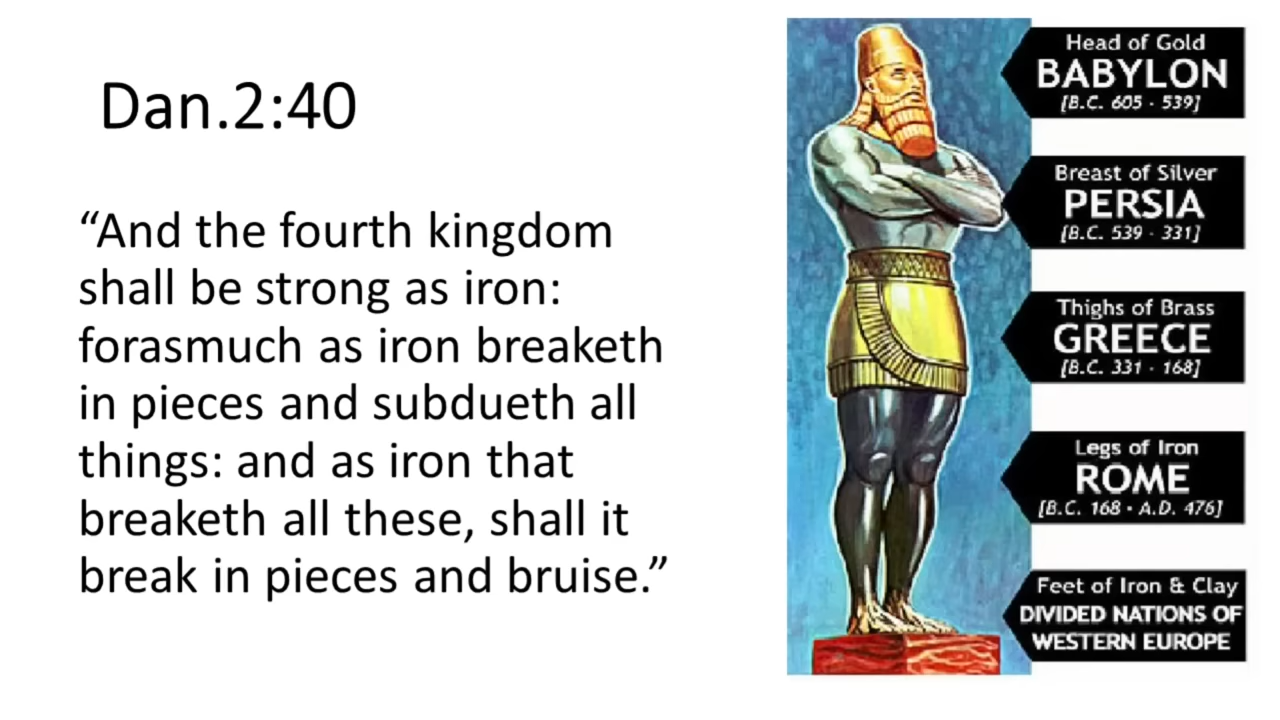 Dan.2:40
“And the fourth kingdom
shall be strong as iron:
forasmuch as iron breaketh
in pieces and subdueth all
things: and as iron that
breaketh all these, shall it
break in pieces and bruise.”
Head of Gold
BABYLON
[B.C. 605 - 539]
Breast of Silver
PERSIA
[B.C. 539 - 331]
Thighs of Brass
GREECE
[B.C. 331 - 168]
Legs of Iron
ROME
[B.C. 168 - A.D. 476]
Feet of Iron & Clay
DIVIDED NATIONS OF
WESTERN EUROPE